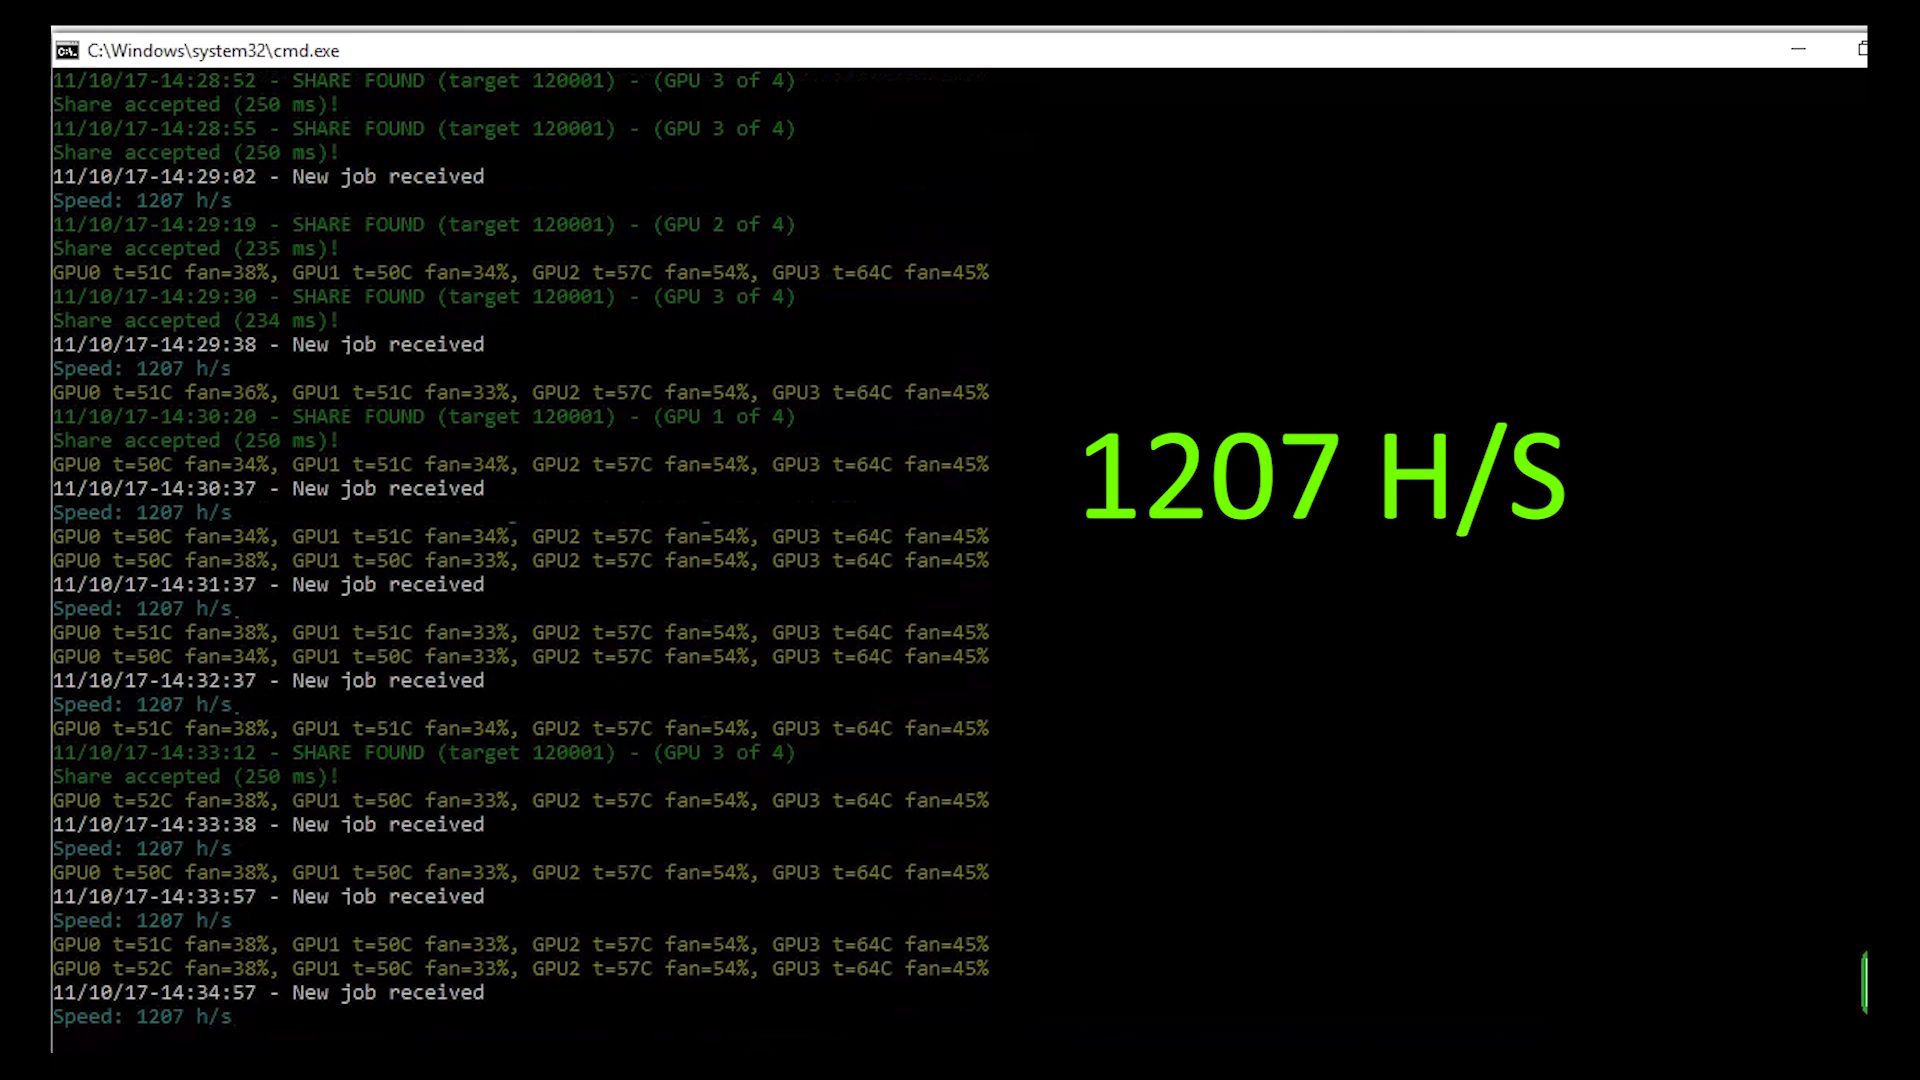 C:\Windows\system32\cmd.exe
11/10/17-14:28:52 - SHARE FOUND (target 120001) - (GPU 3 of 4)
Share accepted (250 ms)!
11/10/17-14:28:55 - SHARE FOUND (target 120001) - (GPU 3 of 4)
Share accepted (250 ms)!
11/10/17-14:29:02 - New job received
Speed: 1207 h/s
11/10/17-14:29:19 - SHARE FOUND (target 120001) - (GPU 2 of 4)
Share accepted (235 ms)!
GPU0 t=51C fan=38%, GPU1 t=50C fan=34%, GPU2 t=57C fan=54%, GPU3 t=64C fan=45%
11/10/17-14:29:30 - SHARE FOUND (target 120001) - (GPU 3 of 4)
Share accepted (234 ms)!
11/10/17-14:29:38 - New job received
Speed: 1207 h/s
GPU0 t=51C fan=36%, GPU1 t=51C fan=33%, GPU2 t=57C fan=54%, GPU3 t=64C fan=45%
11/10/17-14:30:20 - SHARE FOUND (target 120001) - (GPU 1 of 4)
Share accepted (250 ms)!
GPU0 t=50C fan=34%, GPU1 t=51C fan=34%, GPU2 t=57C fan=54%, GPU3 t=64C fan=45%
11/10/17-14:30:37 - New job received
Speed: 1207 h/s
GPU0 t=50C fan=34%, GPU1 t=51C fan=34%, GPU2 t=57C fan=54%, GPU3 t=64C fan=45%
GPU0 t=50C fan=38%, GPU1 t=50C fan=33%, GPU2 t=57C fan=54%, GPU3 t=64C fan=45%
11/10/17-14:31:37 - New job received
Speed: 1207 h/s
GPU0 t=51C fan=38%, GPU1 t=51C fan=33%, GPU2 t=57C fan=54%, GPU3 t=64C fan=45%
GPU0 t=50C fan=34%, GPU1 t=50C fan=33%, GPU2 t=57C fan=54%, GPU3 t=64C fan=45%
11/10/17-14:32:37 - New job received
Speed: 1207 h/s
GPU0 t=51C fan=38%, GPU1 t=51C fan=34%, GPU2 t=57C fan=54%, GPU3 t=64C fan=45%
11/10/17-14:33:12 - SHARE FOUND (target 120001) - (GPU 3 of 4)
Share accepted (250 ms)!
GPU0 t=52C fan=38%, GPU1 t=50C fan=33%, GPU2 t=57C fan=54%, GPU3 t=64C fan=45%
11/10/17-14:33:38 - New job received
Speed: 1207 h/s
GPU0 t=50C fan=38%, GPU1 t=50C fan=33%, GPU2 t=57C fan=54%, GPU3 t=64C fan=45%
11/10/17-14:33:57 - New job received
Speed: 1207 h/s
GPU0 t=51C fan=38%, GPU1 t=50C fan=33%, GPU2 t=57C fan=54%, GPU3 t=64C fan=45%
GPU0 t=52C fan=38%, GPU1 t=50C fan=33%, GPU2 t=57C fan=54%, GPU3 t=64C fan=45%
11/10/17-14:34:57 - New job received
Speed: 1207 h/s
1207 H/S